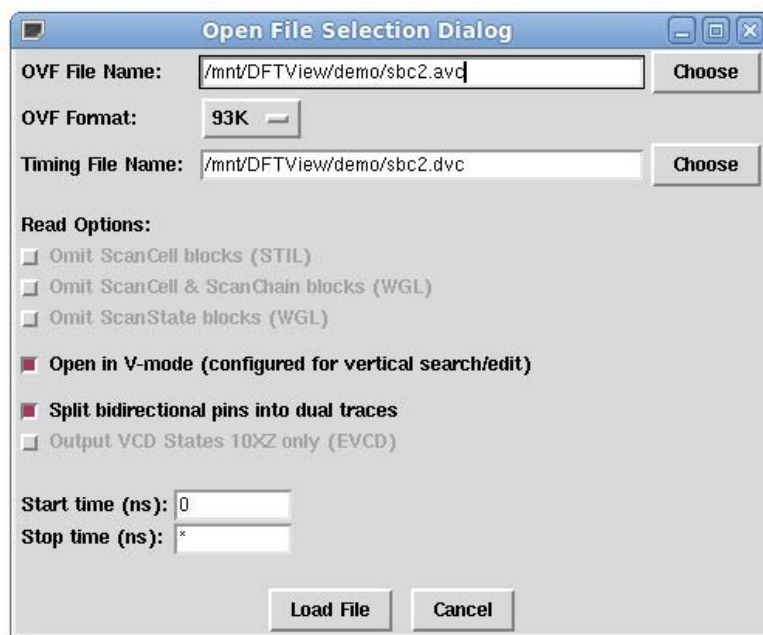 Open File Selection Dialog
OVF File Name: /mnt/DFTView/demo/sbc2.avc Choose
OVF Format: 93K
Timing File Name: /mnt/DFTView/demo/sbc2.dvc Choose
Read Options:
Omit ScanCell blocks (STIL)
Omit ScanCell & ScanChain blocks (WGL)
Omit ScanState blocks (WGL)
Open in V-mode (configured for vertical search/edit)
Split bidirectional pins into dual traces
Output VCD States 10XZ only (EVCD)
Start time (ns): 0
Stop time (ns): *
Load File Cancel